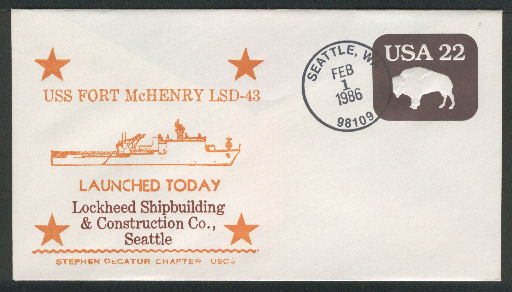 USS FORT McHENRY LSD-43
LAUNCHED TODAY
Lockheed Shipbuilding
& Construction Co.,
Seattle
STEPHEN DECATUR CHAPTER USCS
SEATTLE, W
FEB
1
1986
98109
USA 22